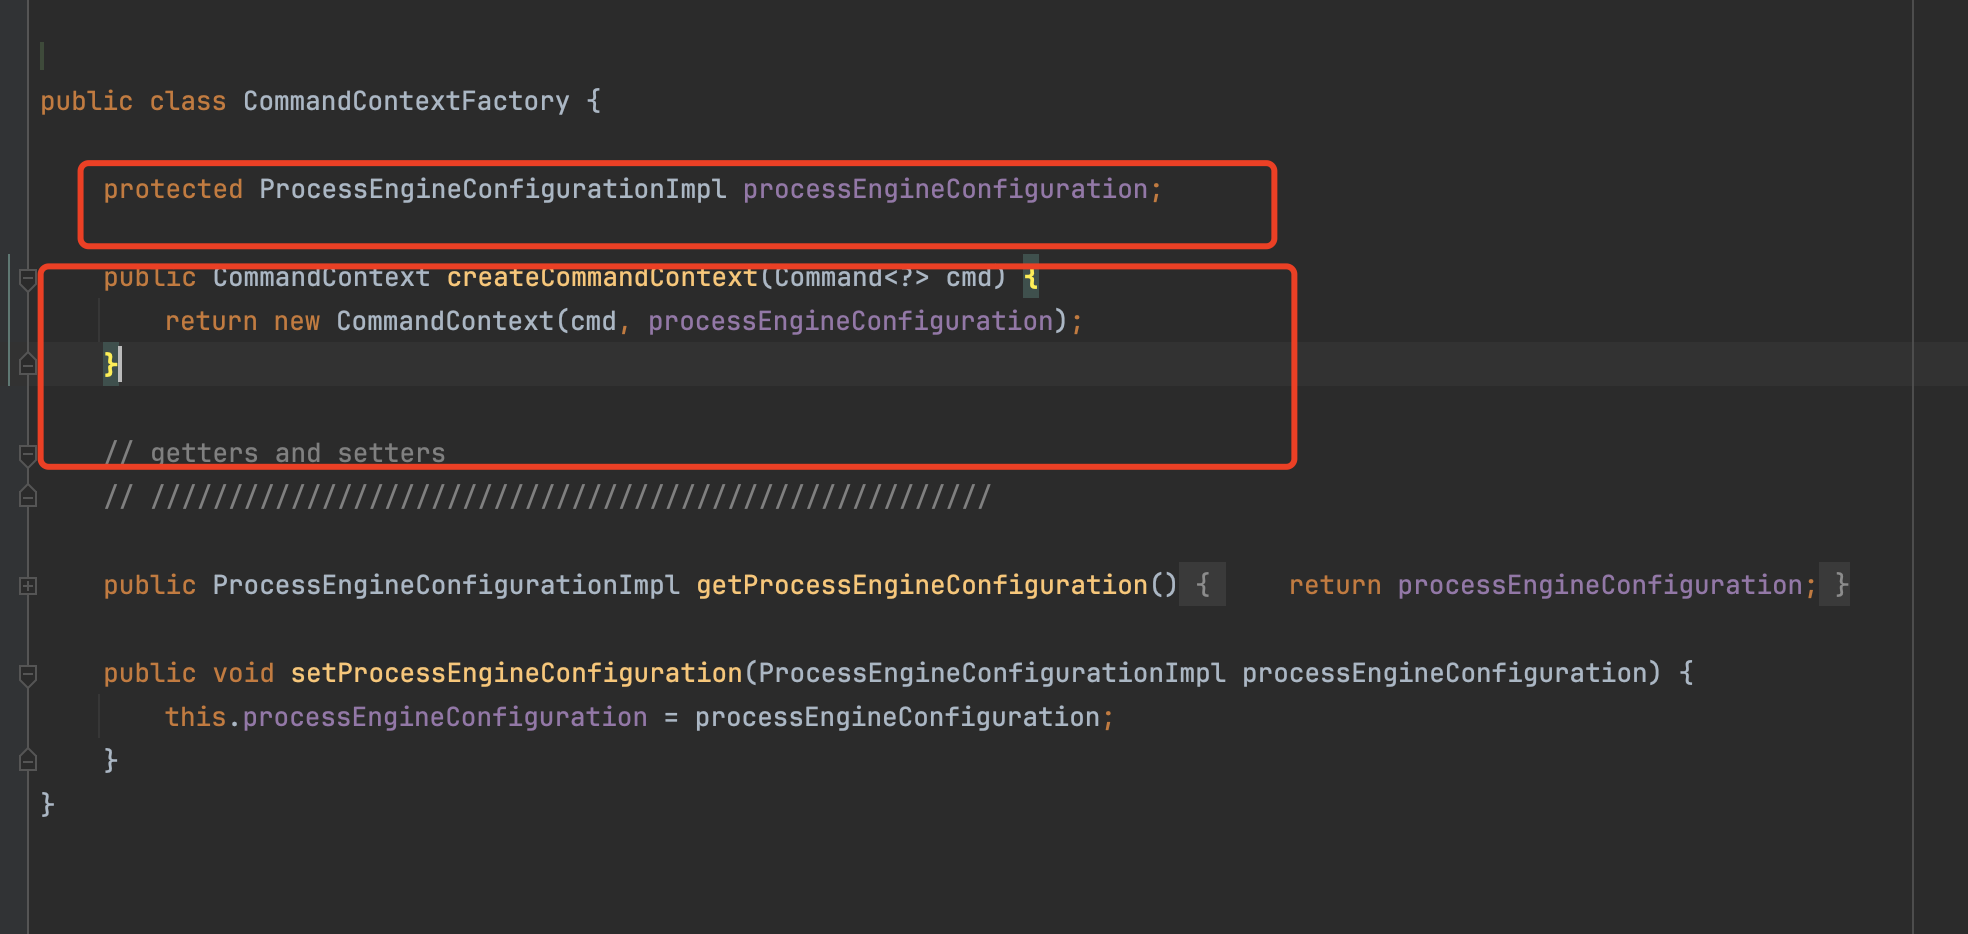 public class CommandContextFactory {
protected ProcessEngineConfigurationImpl processEngineConfiguration;
public CommandContext createCommandContext(Command<?> cmd) {
return new CommandContext(cmd, processEngineConfiguration);
}
// getters and setters
// //////////////////////////////////////////////////////
public ProcessEngineConfigurationImpl getProcessEngineConfiguration() { return processEngineConfiguration; }
public void setProcessEngineConfiguration(ProcessEngineConfigurationImpl processEngineConfiguration) {
this.processEngineConfiguration = processEngineConfiguration;
}
}